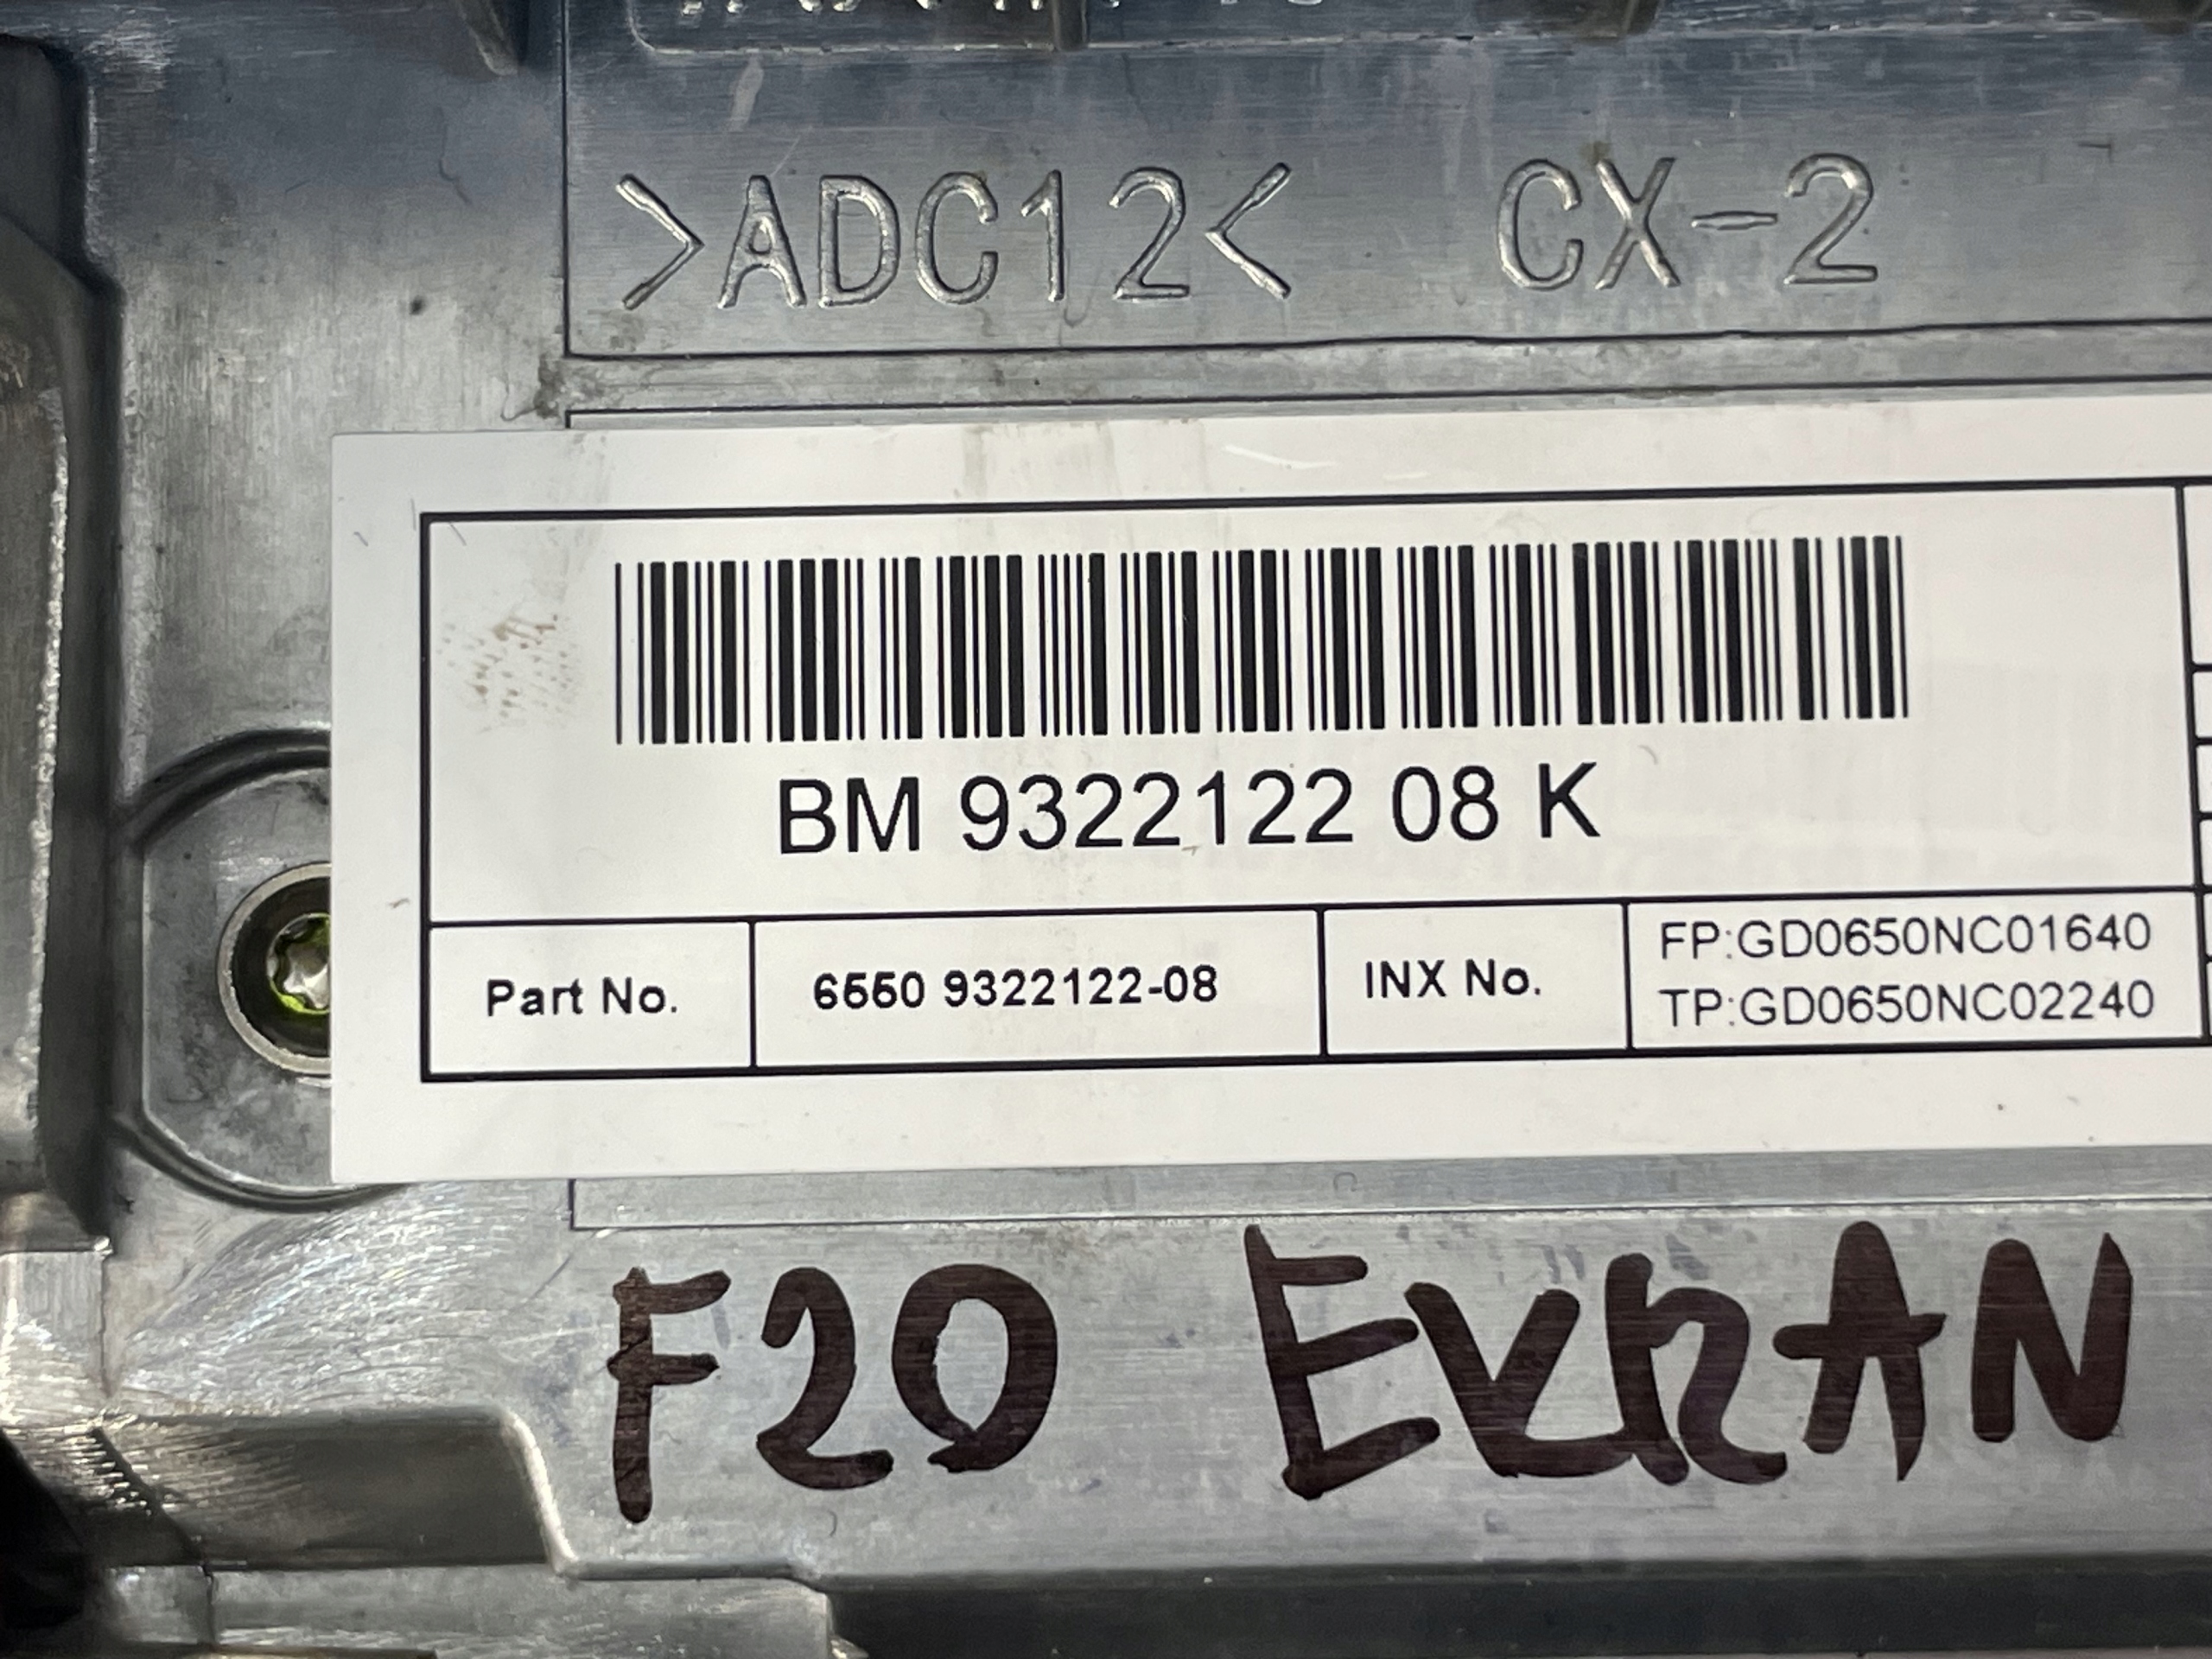 >ADC12< CX-2
BM 9322122 08 K
Part No. 6550 9322122-08 INX No. FP:GD0650NC01640
TP:GD0650NC02240
F20 EKRAN